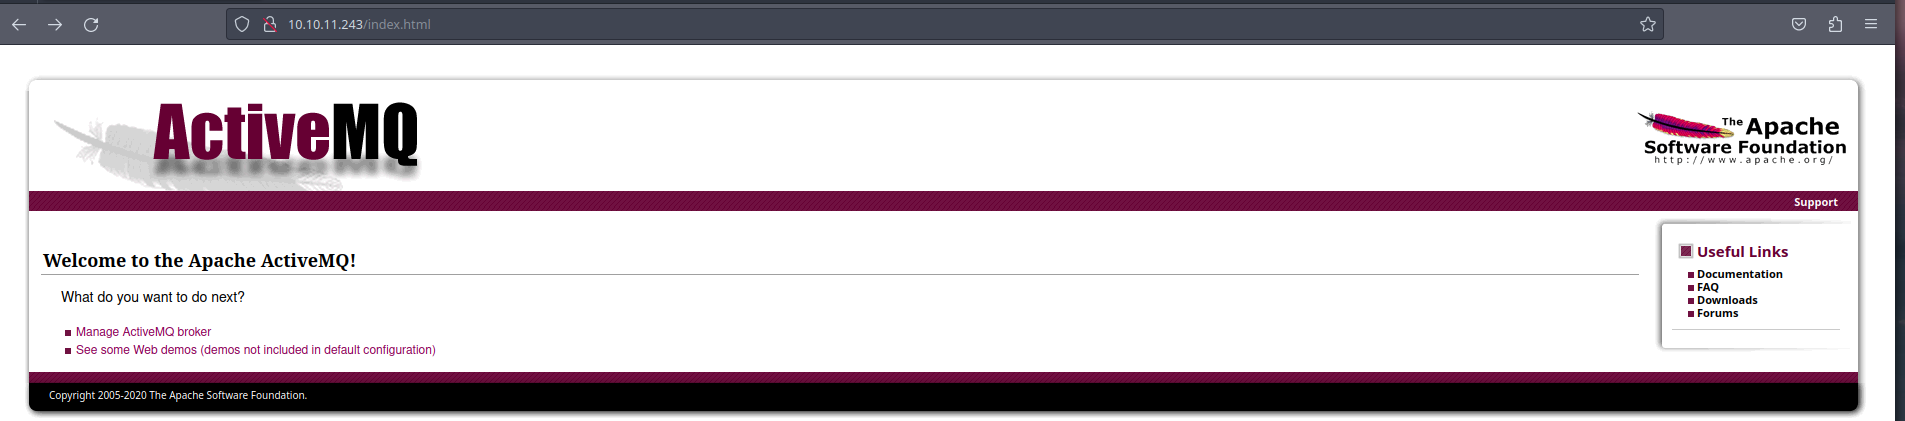 10.10.11.243/index.html
ActiveMQ
The Apache
Software Foundation
http://www.apache.org/
Support
Welcome to the Apache ActiveMQ!
What do you want to do next?
Manage ActiveMQ broker
See some Web demos (demos not included in default configuration)
Useful Links
Documentation
FAQ
Downloads
Forums
Copyright 2005-2020 The Apache Software Foundation.